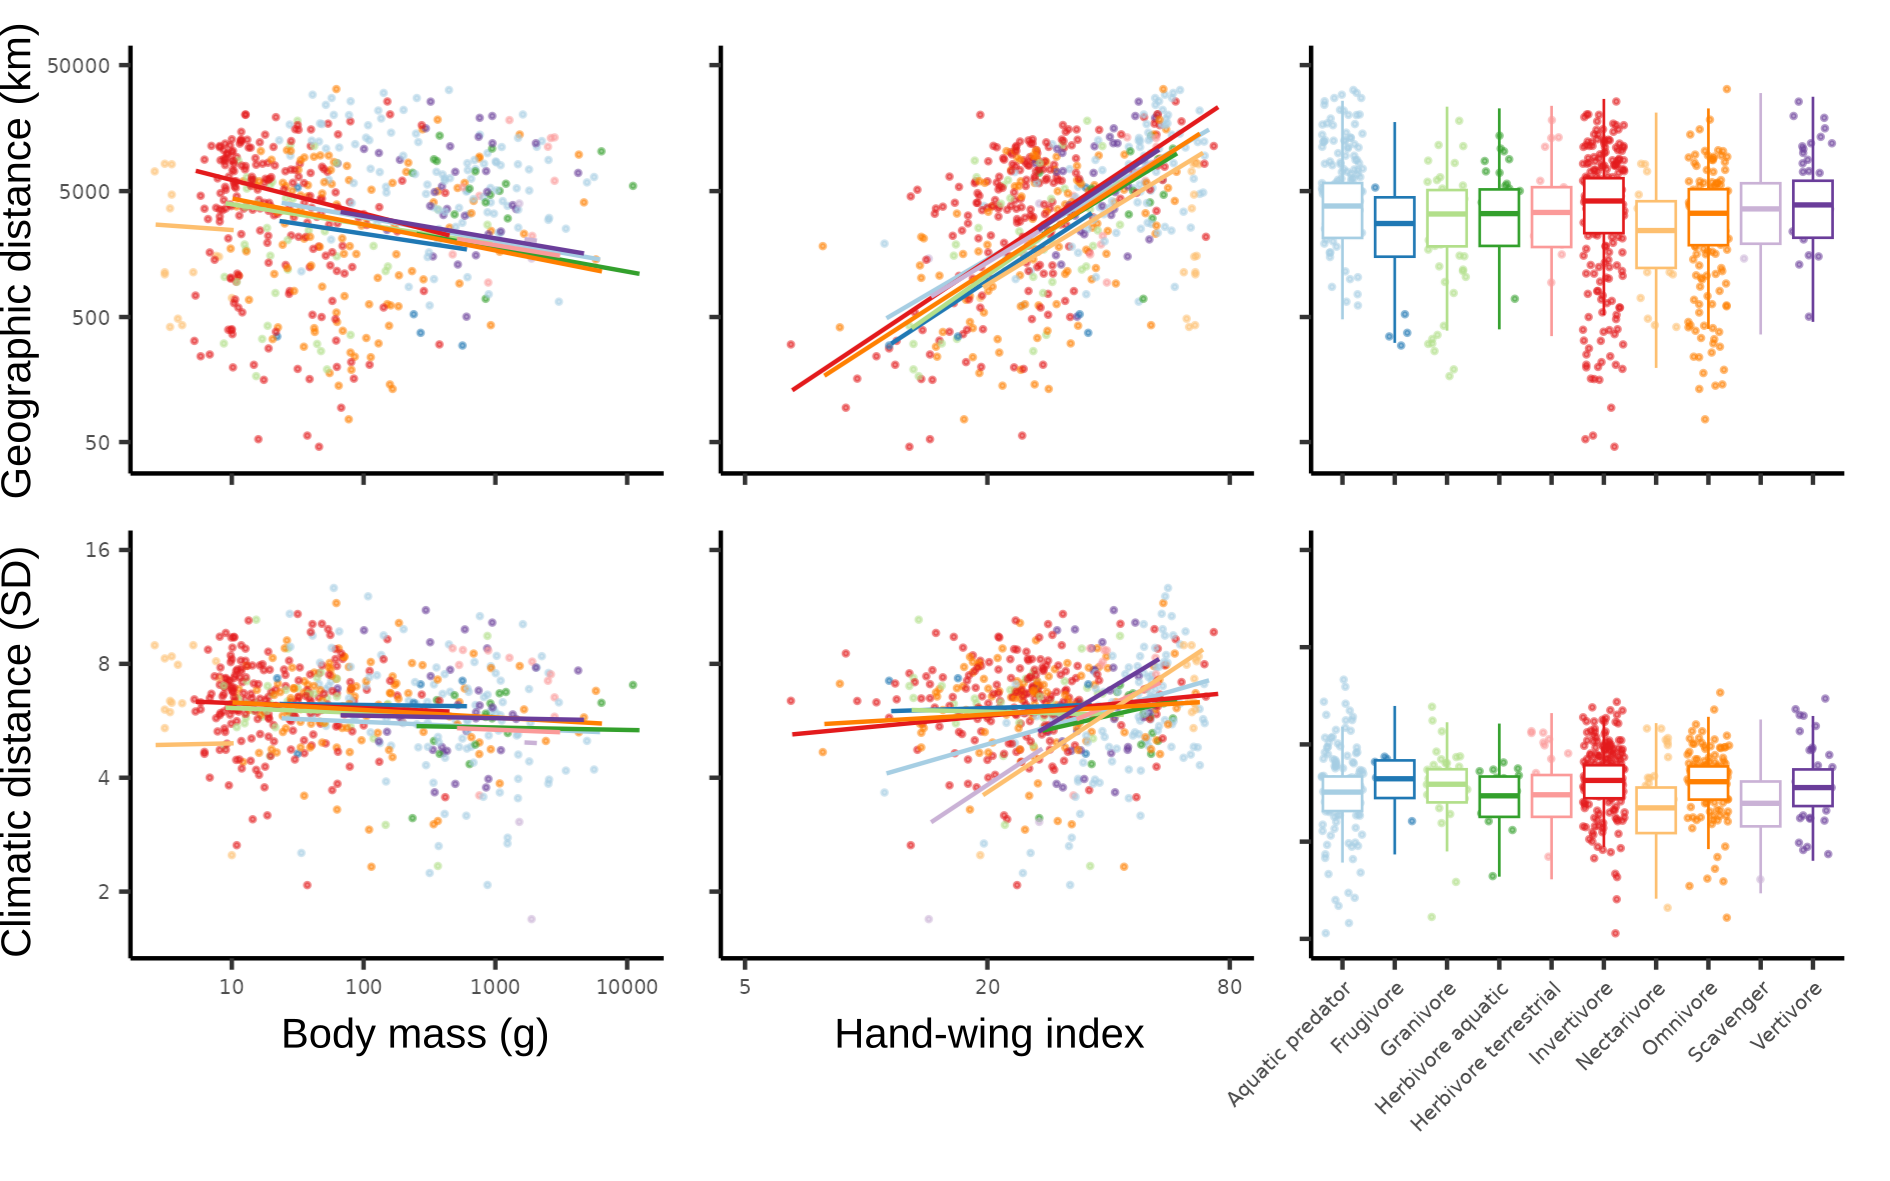 Geographic distance (km)
50000
5000
500
50
Climatic distance (SD)
16
8
4
2
10
100
1000
10000
Body mass (g)
5
20
80
Hand-wing index
Aquatic predator
Frugivore
Granivore
Herbivore aquatic
Herbivore terrestrial
Invertivore
Nectarivore
Omnivore
Scavenger
Vertivore